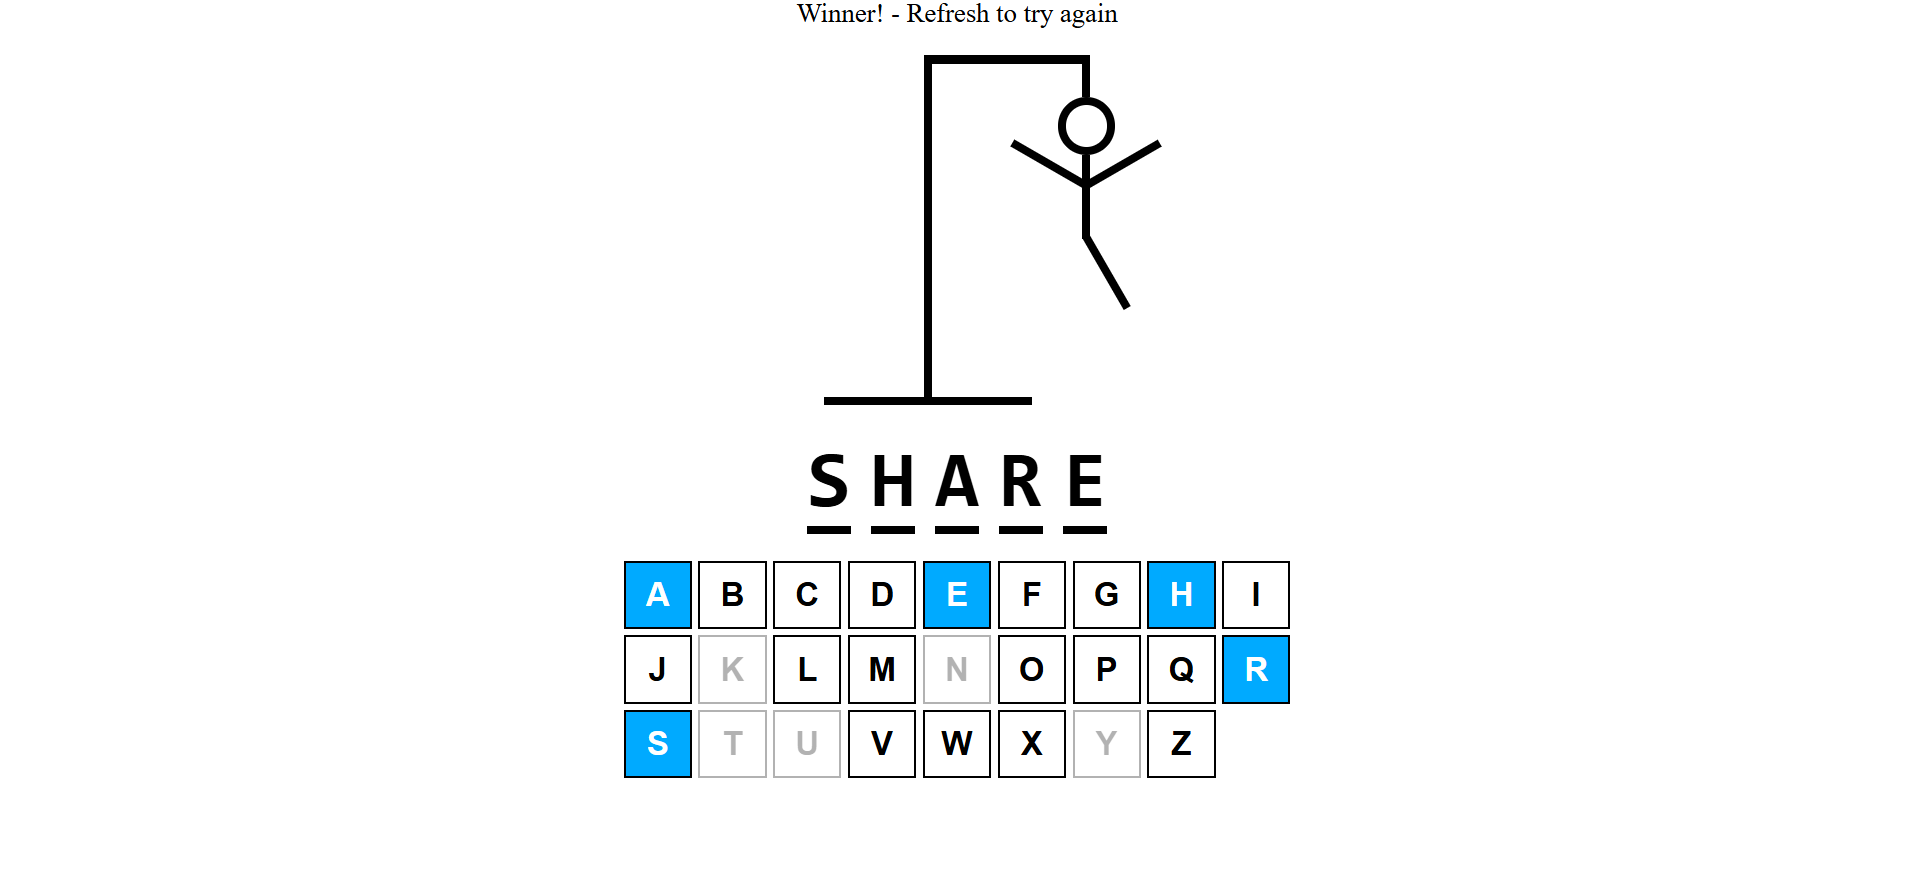 Winner! - Refresh to try again
S H A R E
A B C D E F G H I
J K L M N O P Q R
S T U V W X Y Z